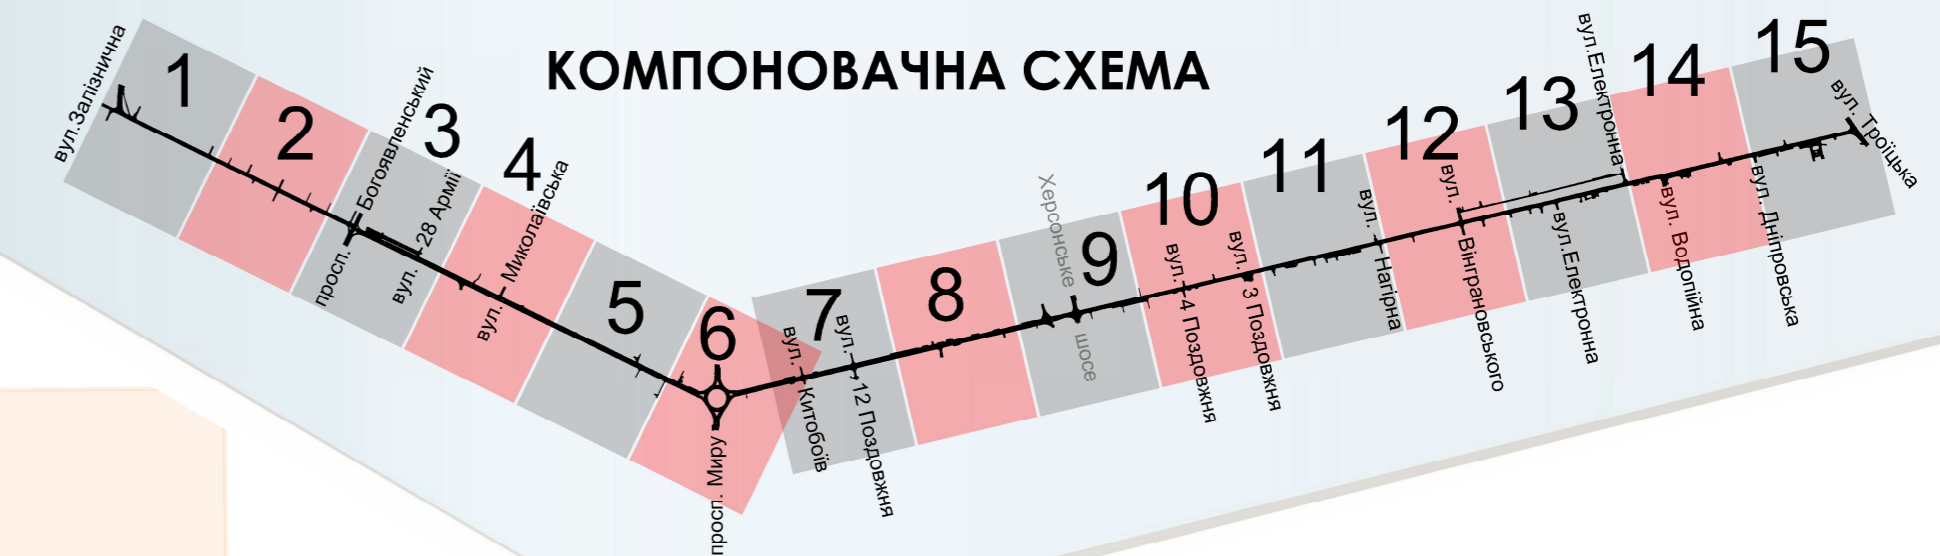 КОМПОНОВАЧНА СХЕМА
1
2
3
4
5
6
7
8
9
10
11
12
13
14
15
вул.Залізнична
просп. Богоявленський
вул. 28 Армії
вул. Миколаївська
просп. Миру
вул. Китобоїв
вул. 12 Поздовжня
Херсонське шосе
вул. 4 Поздовжня
вул. 3 Поздовжня
вул. Нагірна
вул. Вінграновського
вул.Електронна
вул.Електронна
вул. Водопійна
вул. Дніпровська
вул. Троїцька